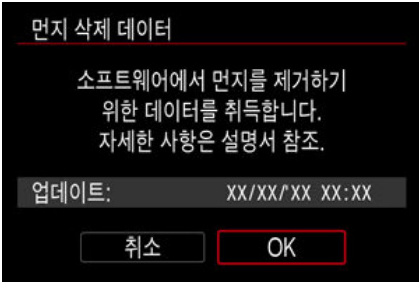 먼지 삭제 데이터
소프트웨어에서 먼지를 제거하기
위한 데이터를 취득합니다.
자세한 사항은 설명서 참조.
업데이트: XX/XX/'XX XX:XX
취소 OK